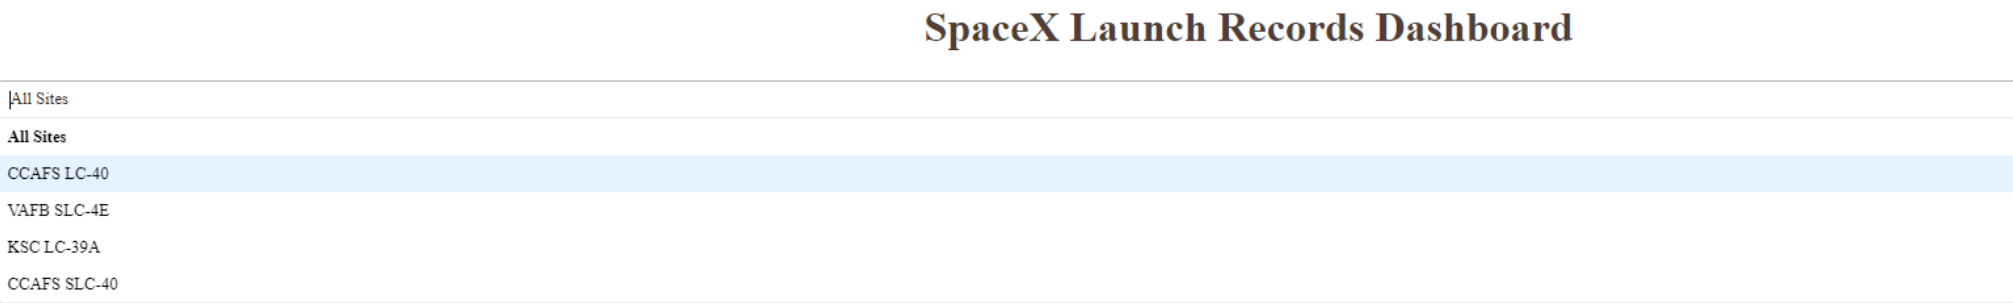 SpaceX Launch Records Dashboard
All Sites
All Sites
CCAFS LC-40
VAFB SLC-4E
KSC LC-39A
CCAFS SLC-40